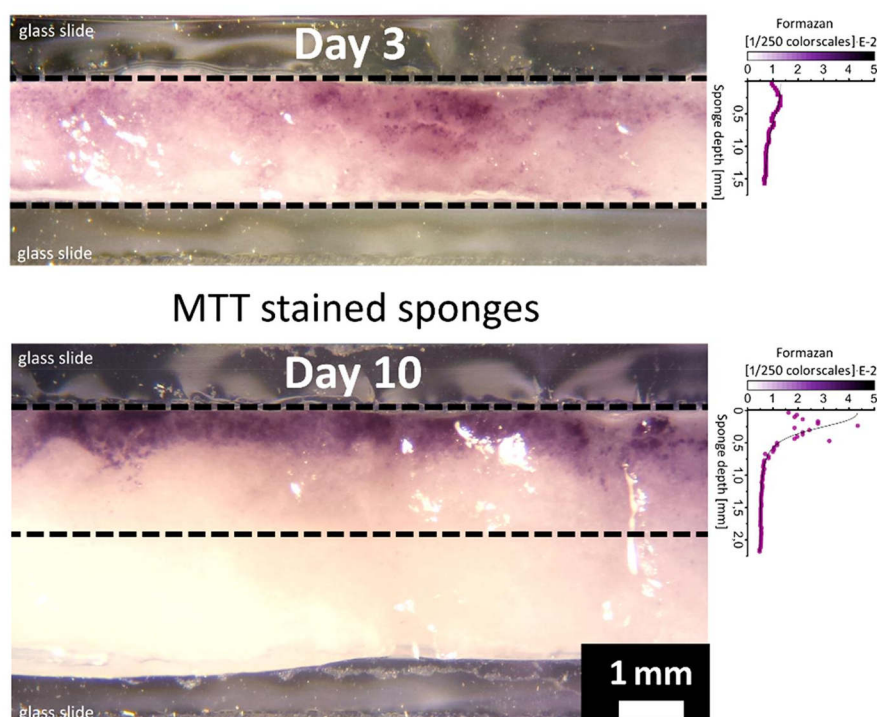 glass slide
Day 3
glass slide
Formazan
[1/250 colorscales]·E-2
0 1 2 3 4 5
Sponge depth [mm]
0,5
1,0
1,5
MTT stained sponges
glass slide
Day 10
1 mm
glass slide
Formazan
[1/250 colorscales]·E-2
0 1 2 3 4 5
Sponge depth [mm]
0
0,5
1,0
1,5
2,0